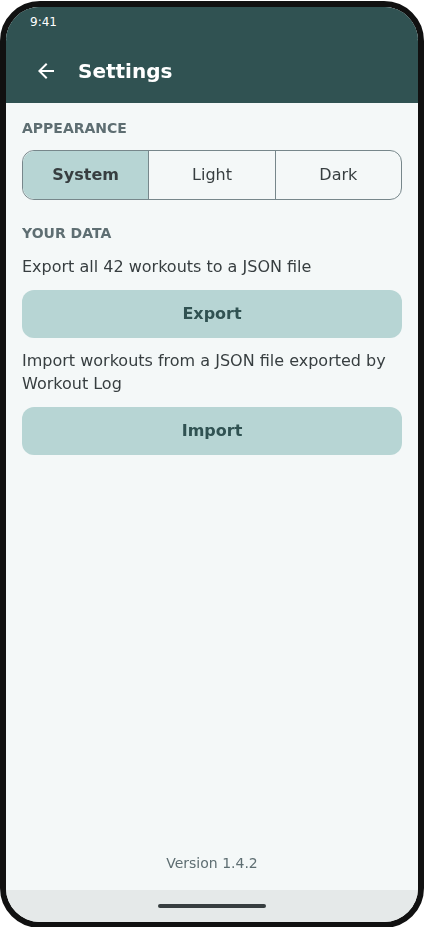 9:41
Settings
APPEARANCE
System
Light
Dark
YOUR DATA
Export all 42 workouts to a JSON file
Export
Import workouts from a JSON file exported by
Workout Log
Import
Version 1.4.2